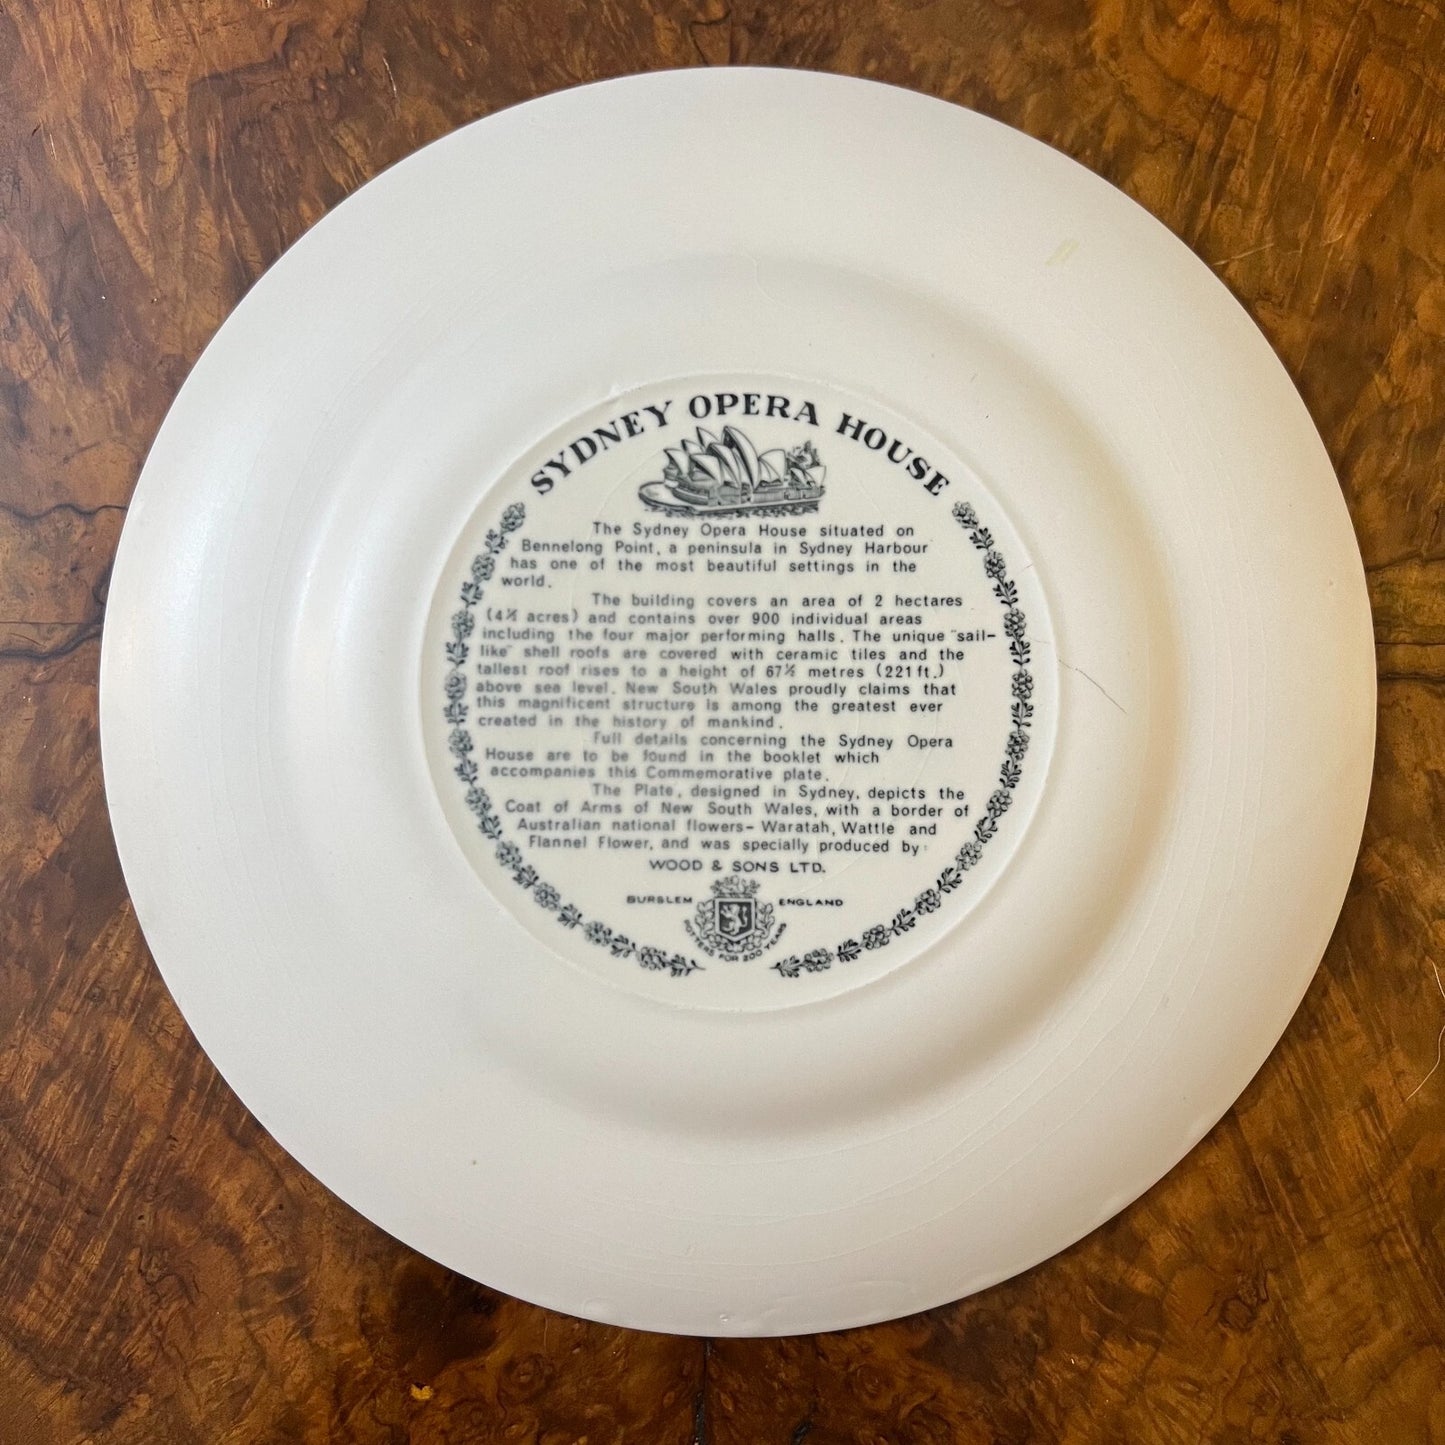 SYDNEY OPERA HOUSE
The Sydney Opera House situated on
Bennelong Point, a peninsula in Sydney Harbour
has one of the most beautiful settings in the
world.
The building covers an area of 2 hectares
(4½ acres) and contains over 900 individual areas
including the four major performing halls. The unique "sail-
like" shell roofs are covered with ceramic tiles and the
tallest roof rises to a height of 67½ metres (221 ft.)
above sea level. New South Wales proudly claims that
this magnificent structure is among the greatest ever
created in the history of mankind.
Full details concerning the Sydney Opera
House are to be found in the booklet which
accompanies this Commemorative plate.
The Plate, designed in Sydney, depicts the
Coat of Arms of New South Wales, with a border of
Australian national flowers- Waratah, Wattle and
Flannel Flower, and was specially produced by:
WOOD & SONS LTD.
BURSLEM ENGLAND
POTTERS FOR 200 YEARS